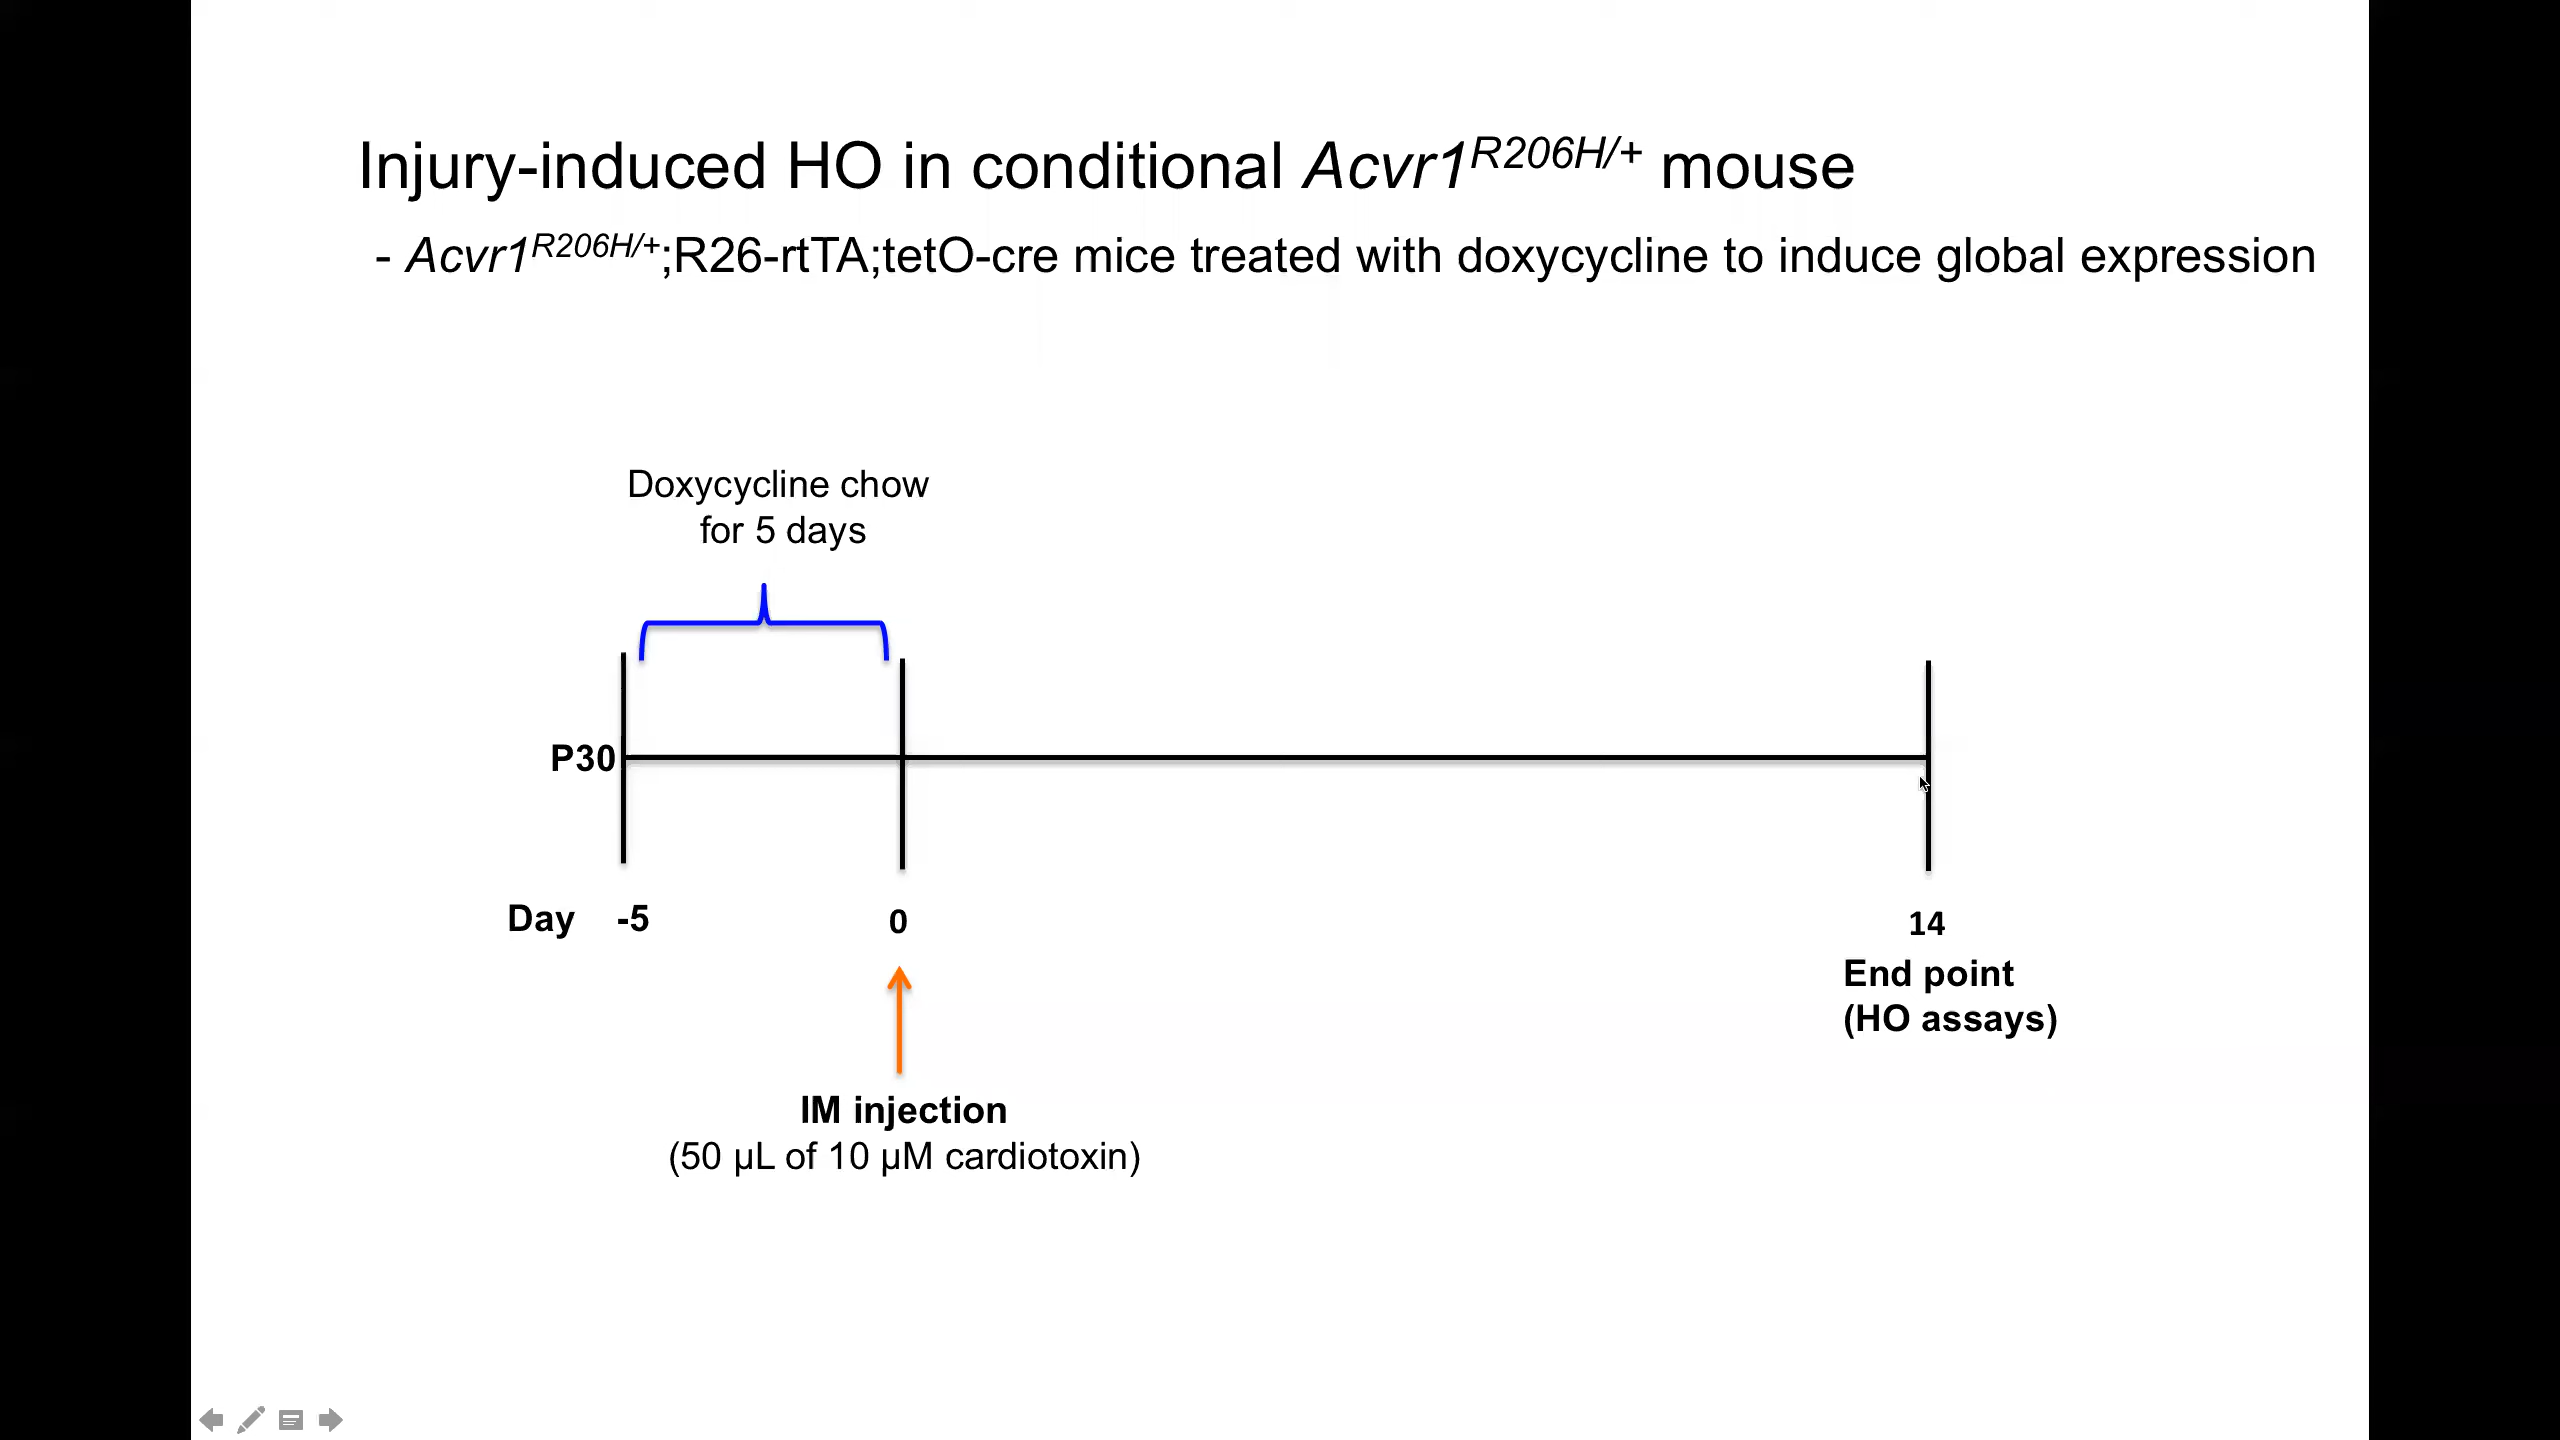 Injury-induced HO in conditional Acvr1R206H/+ mouse
- Acvr1R206H/+;R26-rtTA;tetO-cre mice treated with doxycycline to induce global expression
Doxycycline chow
for 5 days
P30
Day -5 0 14
End point
(HO assays)
IM injection
(50 µL of 10 µM cardiotoxin)